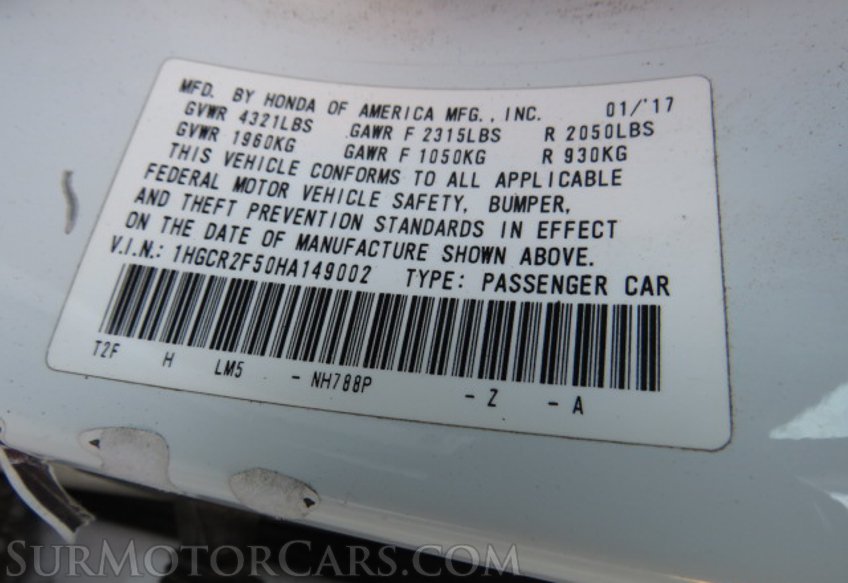 MFD. BY HONDA OF AMERICA MFG., INC. 01/'17
GVWR 4321LBS GAWR F 2315LBS R 2050LBS
GVWR 1960KG GAWR F 1050KG R 930KG
THIS VEHICLE CONFORMS TO ALL APPLICABLE
FEDERAL MOTOR VEHICLE SAFETY, BUMPER,
AND THEFT PREVENTION STANDARDS IN EFFECT
ON THE DATE OF MANUFACTURE SHOWN ABOVE.
V.I.N.: 1HGCR2F50HA149002 TYPE: PASSENGER CAR
T2F H LM5 - NH788P - Z - A
SURMOTORCARS.COM